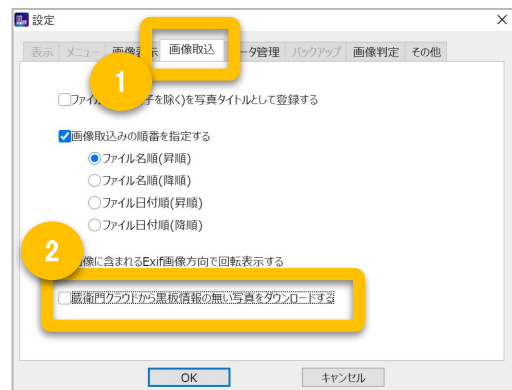 設定
表示 メニュー 画像表示 画像取込 ータ管理 バックアップ 画像判定 その他
1
ファイル 子を除く)を写真タイトルとして登録する
画像取込みの順番を指定する
ファイル名順(昇順)
ファイル名順(降順)
ファイル日付順(昇順)
ファイル日付順(降順)
2
像に含まれるExif画像方向で回転表示する
蔵衛門クラウドから黒板情報の無い写真をダウンロードする
OK キャンセル